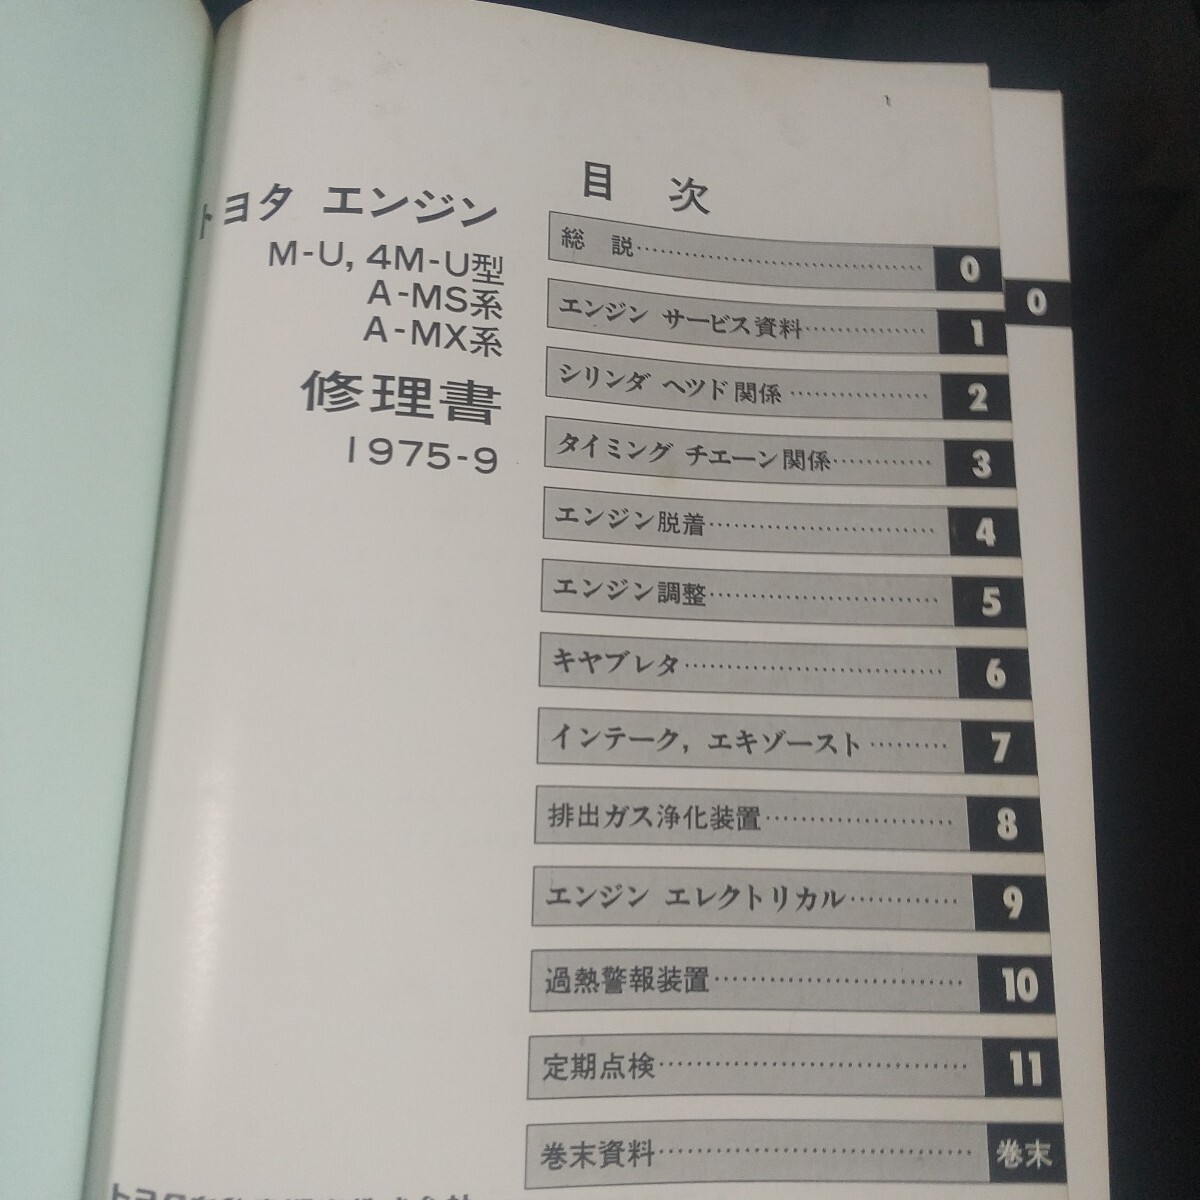 トヨタ エンジン
M-U, 4M-U型
A-MS系
A-MX系
修理書
1975-9
目 次
総 説 0
エンジン サービス資料 1
シリンダ ヘツド関係 2
タイミング チエーン関係 3
エンジン脱着 4
エンジン調整 5
キヤブレタ 6
インテーク, エキゾースト 7
排出ガス浄化装置 8
エンジン エレクトリカル 9
過熱警報装置 10
定期点検 11
巻末資料 巻末
0